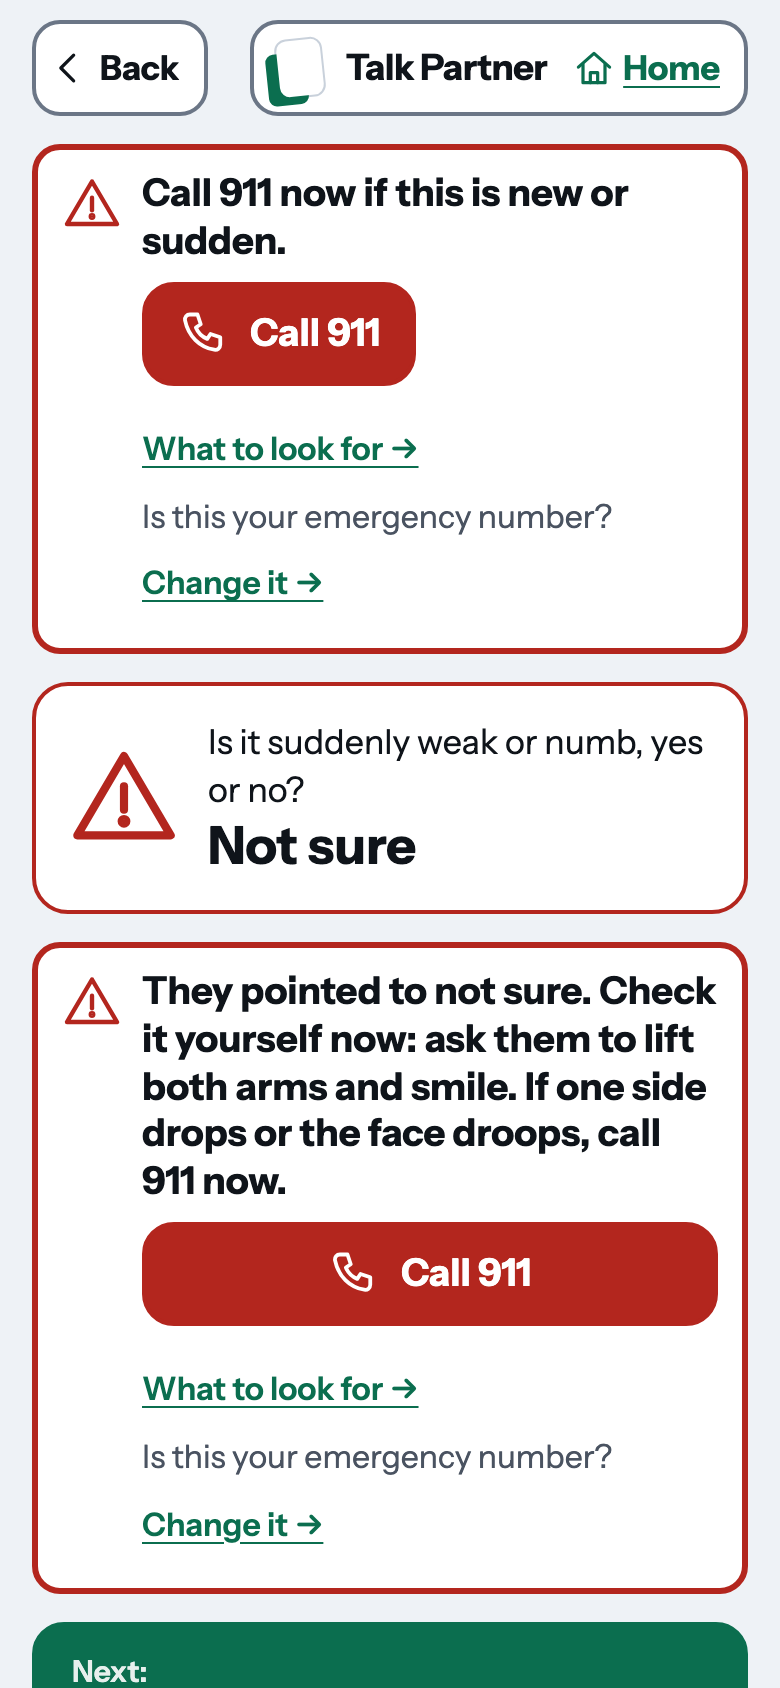 Back
Talk Partner
Home
Call 911 now if this is new or
sudden.
Call 911
What to look for →
Is this your emergency number?
Change it →
Is it suddenly weak or numb, yes
or no?
Not sure
They pointed to not sure. Check
it yourself now: ask them to lift
both arms and smile. If one side
drops or the face droops, call
911 now.
Call 911
What to look for →
Is this your emergency number?
Change it →
Next: